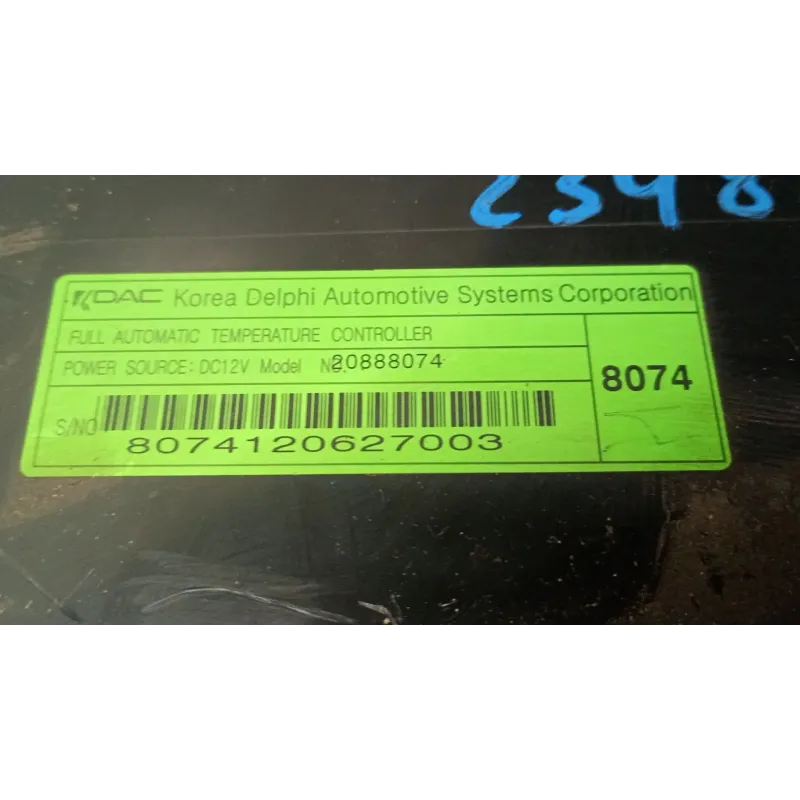 2348
KDAC Korea Delphi Automotive Systems Corporation
FULL AUTOMATIC TEMPERATURE CONTROLLER
POWER SOURCE: DC12V Model NO. 20888074
8074
S/NO
8074120627003